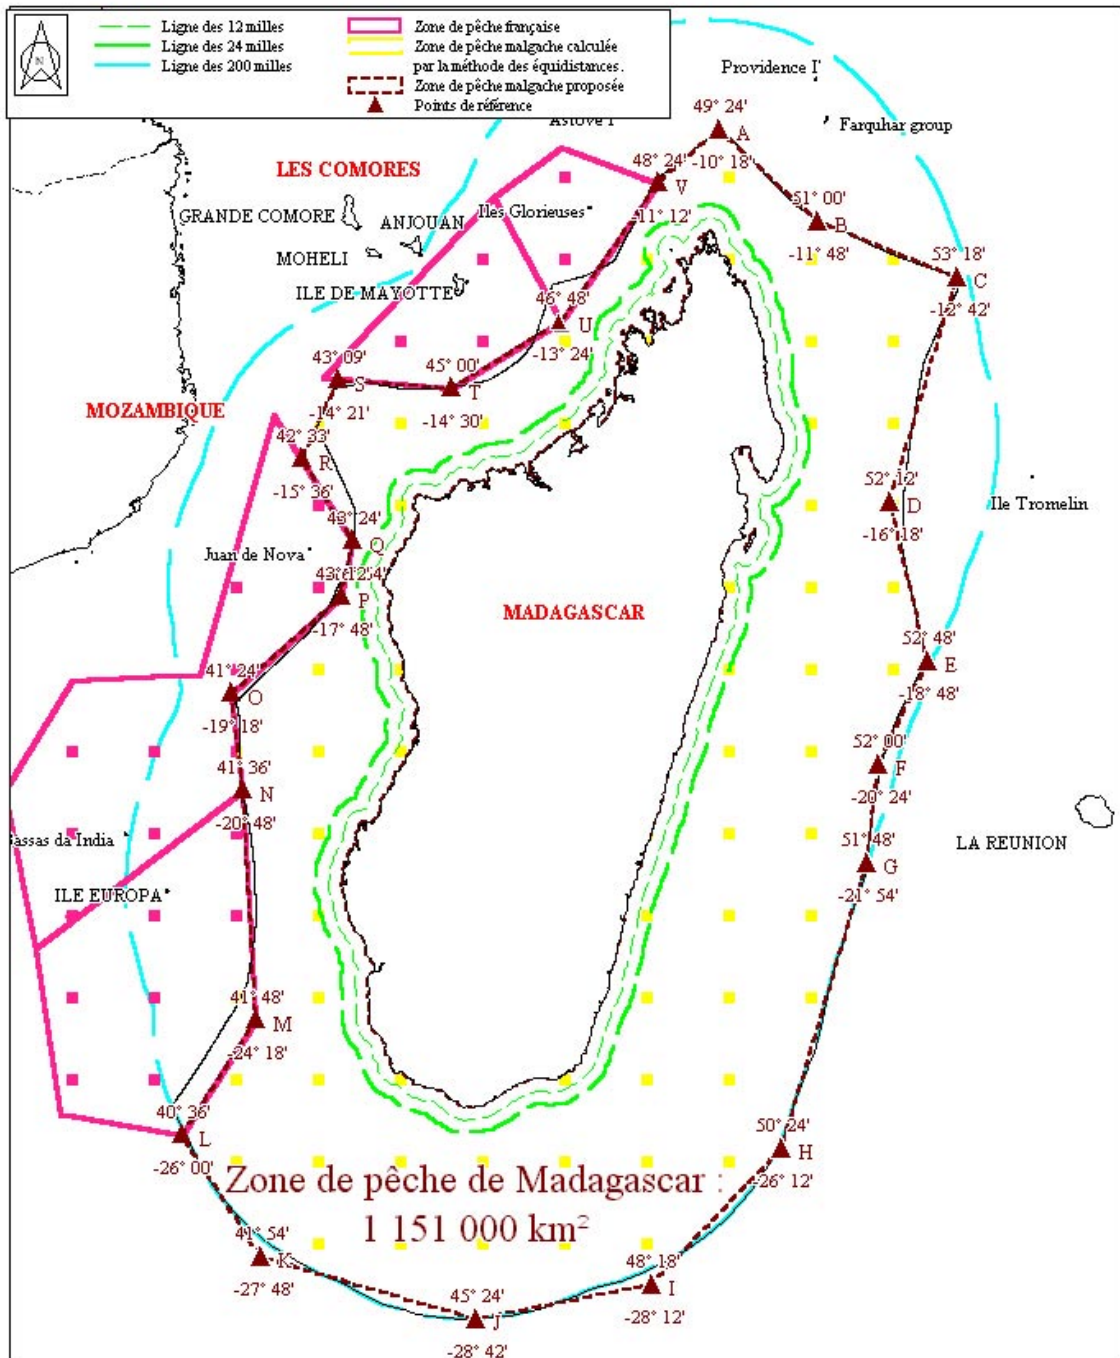 Ligne des 12 milles
Ligne des 24 milles
Ligne des 200 milles
Zone de pêche française
Zone de pêche malgache calculée
par la méthode des équidistances.
Zone de pêche malgache proposée
Points de référence
N
Providence I
Astove I
Farquhar group
49° 24'
A
-10° 18'
LES COMORES
48° 24'
V
-11° 12'
51° 00'
B
-11° 48'
GRANDE COMORE
ANJOUAN
Iles Glorieuses
MOHELI
ILE DE MAYOTTE
53° 18'
C
-12° 42'
46° 48'
U
-13° 24'
43° 09'
S
-14° 21'
45° 00'
T
-14° 30'
MOZAMBIQUE
42° 33'
R
-15° 36'
52° 12'
D
-16° 18'
Ile Tromelin
43° 24'
Q
Juan de Nova
P
-17° 48'
MADAGASCAR
52° 48'
E
-18° 48'
41° 24'
O
-19° 18'
52° 00'
F
-20° 24'
41° 36'
N
-20° 48'
da India
ILE EUROPA
51° 48'
G
-21° 54'
LA REUNION
41° 48'
M
-24° 18'
40° 36'
L
-26° 00'
50° 24'
H
-26° 12'
Zone de pêche de Madagascar :
1 151 000 km²
41° 54'
K
-27° 48'
48° 18'
I
-28° 12'
45° 24'
J
-28° 42'